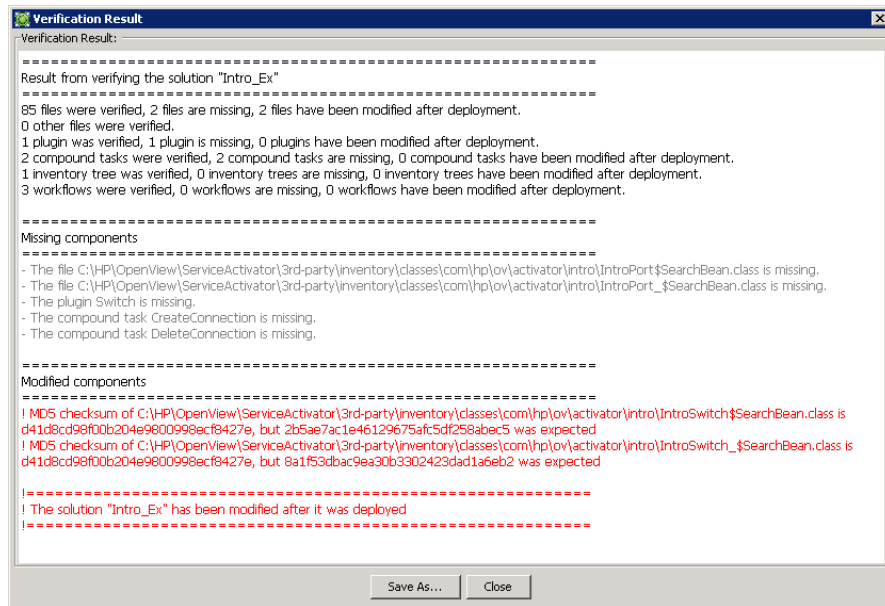 Verification Result
Verification Result:
============================================================
Result from verifying the solution "Intro_Ex"
============================================================
85 files were verified, 2 files are missing, 2 files have been modified after deployment.
0 other files were verified.
1 plugin was verified, 1 plugin is missing, 0 plugins have been modified after deployment.
2 compound tasks were verified, 2 compound tasks are missing, 0 compound tasks have been modified after deployment.
1 inventory tree was verified, 0 inventory trees are missing, 0 inventory trees have been modified after deployment.
3 workflows were verified, 0 workflows are missing, 0 workflows have been modified after deployment.
============================================================
Missing components
============================================================
- The file C:\HP\OpenView\ServiceActivator\3rd-party\inventory\classes\com\hp\ov\activator\intro\IntroPort$SearchBean.class is missing.
- The file C:\HP\OpenView\ServiceActivator\3rd-party\inventory\classes\com\hp\ov\activator\intro\IntroPort_$SearchBean.class is missing.
- The plugin Switch is missing.
- The compound task CreateConnection is missing.
- The compound task DeleteConnection is missing.
============================================================
Modified components
============================================================
! MD5 checksum of C:\HP\OpenView\ServiceActivator\3rd-party\inventory\classes\com\hp\ov\activator\intro\IntroSwitch$SearchBean.class is
d41d8cd98f00b204e9800998ecf8427e, but 2b5ae7ac1e46129675afc5df258abec5 was expected
! MD5 checksum of C:\HP\OpenView\ServiceActivator\3rd-party\inventory\classes\com\hp\ov\activator\intro\IntroSwitch_$SearchBean.class is
d41d8cd98f00b204e9800998ecf8427e, but 8a1f53dbac9ea30b3302423dad1a6eb2 was expected
!===========================================================
! The solution "Intro_Ex" has been modified after it was deployed
!===========================================================
Save As... Close